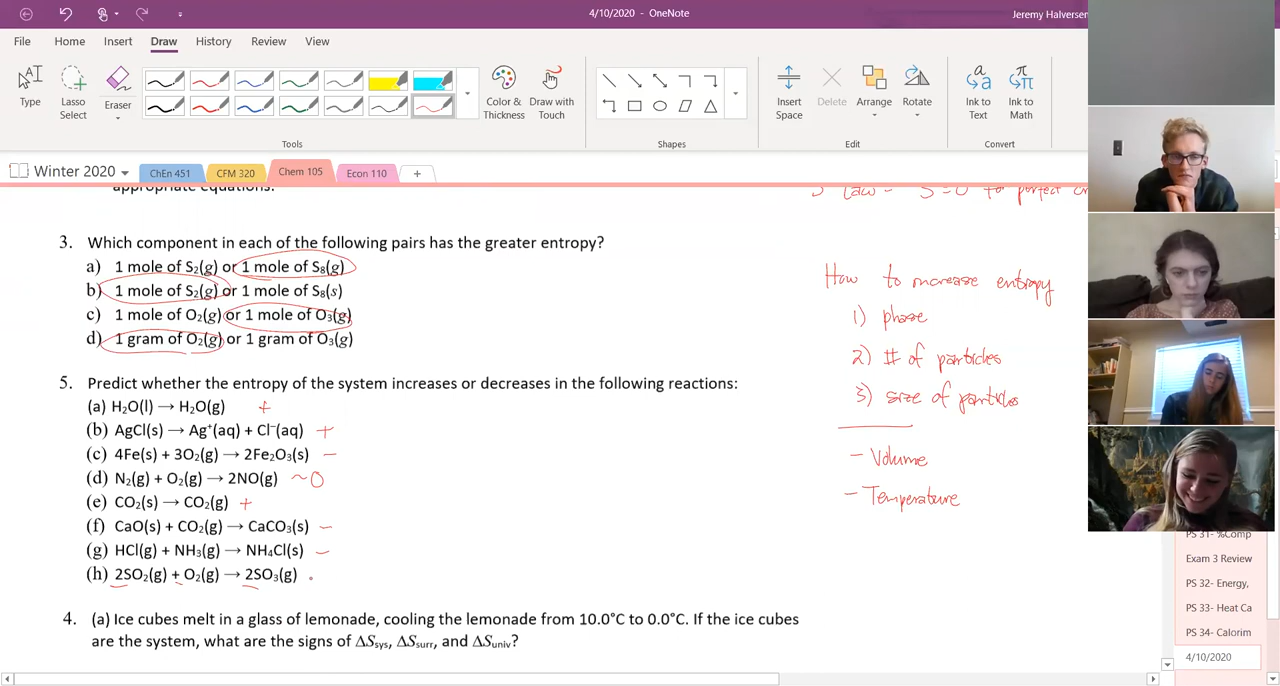 4/10/2020 - OneNote
Jeremy Halversen
File Home Insert Draw History Review View
Type
Lasso Select
Eraser
Color & Thickness
Draw with Touch
Insert Space
Delete
Arrange
Rotate
Ink to Text
Ink to Math
Tools
Shapes
Edit
Convert
Winter 2020
ChEn 451
CFM 320
Chem 105
Econ 110
+
appropriate equations.
3. Which component in each of the following pairs has the greater entropy?
a) 1 mole of S₂(g) or 1 mole of S₈(g)
b) 1 mole of S₂(g) or 1 mole of S₈(s)
c) 1 mole of O₂(g) or 1 mole of O₃(g)
d) 1 gram of O₂(g) or 1 gram of O₃(g)
5. Predict whether the entropy of the system increases or decreases in the following reactions:
(a) H₂O(l) → H₂O(g) +
(b) AgCl(s) → Ag⁺(aq) + Cl⁻(aq) +
(c) 4Fe(s) + 3O₂(g) → 2Fe₂O₃(s) −
(d) N₂(g) + O₂(g) → 2NO(g) ~0
(e) CO₂(s) → CO₂(g) +
(f) CaO(s) + CO₂(g) → CaCO₃(s) −
(g) HCl(g) + NH₃(g) → NH₄Cl(s) −
(h) 2SO₂(g) + O₂(g) → 2SO₃(g)
4. (a) Ice cubes melt in a glass of lemonade, cooling the lemonade from 10.0°C to 0.0°C. If the ice cubes
are the system, what are the signs of ΔSsys, ΔSsurr, and ΔSuniv?
Law - S=0 for perfect
How to increase entropy
1) phase
2) # of particles
3) size of particles
- Volume
- Temperature
PS 31- %Comp
Exam 3 Review
PS 32- Energy,
PS 33- Heat Ca
PS 34- Calorim
4/10/2020